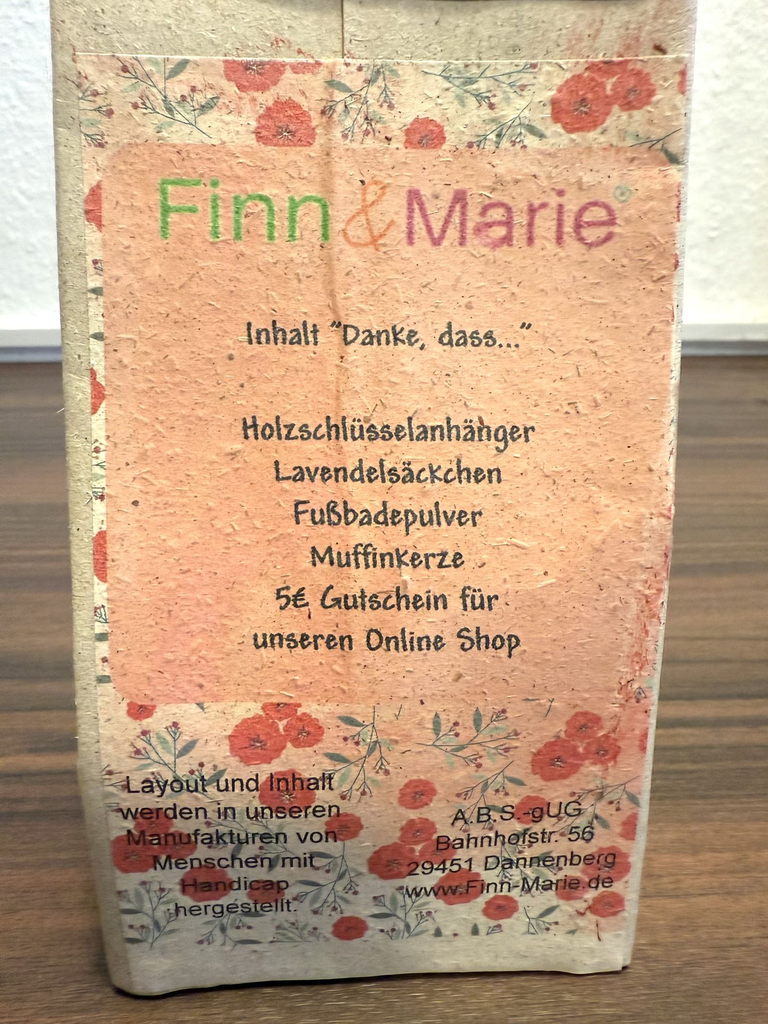 Finn&Marie®
Inhalt "Danke, dass..."
Holzschlüsselanhänger
Lavendelsäckchen
Fußbadepulver
Muffinkerze
5€ Gutschein für
unseren Online Shop
Layout und Inhalt
werden in unseren
Manufakturen von
Menschen mit
Handicap
hergestellt.
A.B.S.-gUG
Bahnhofstr. 56
29451 Dannenberg
www.Finn-Marie.de